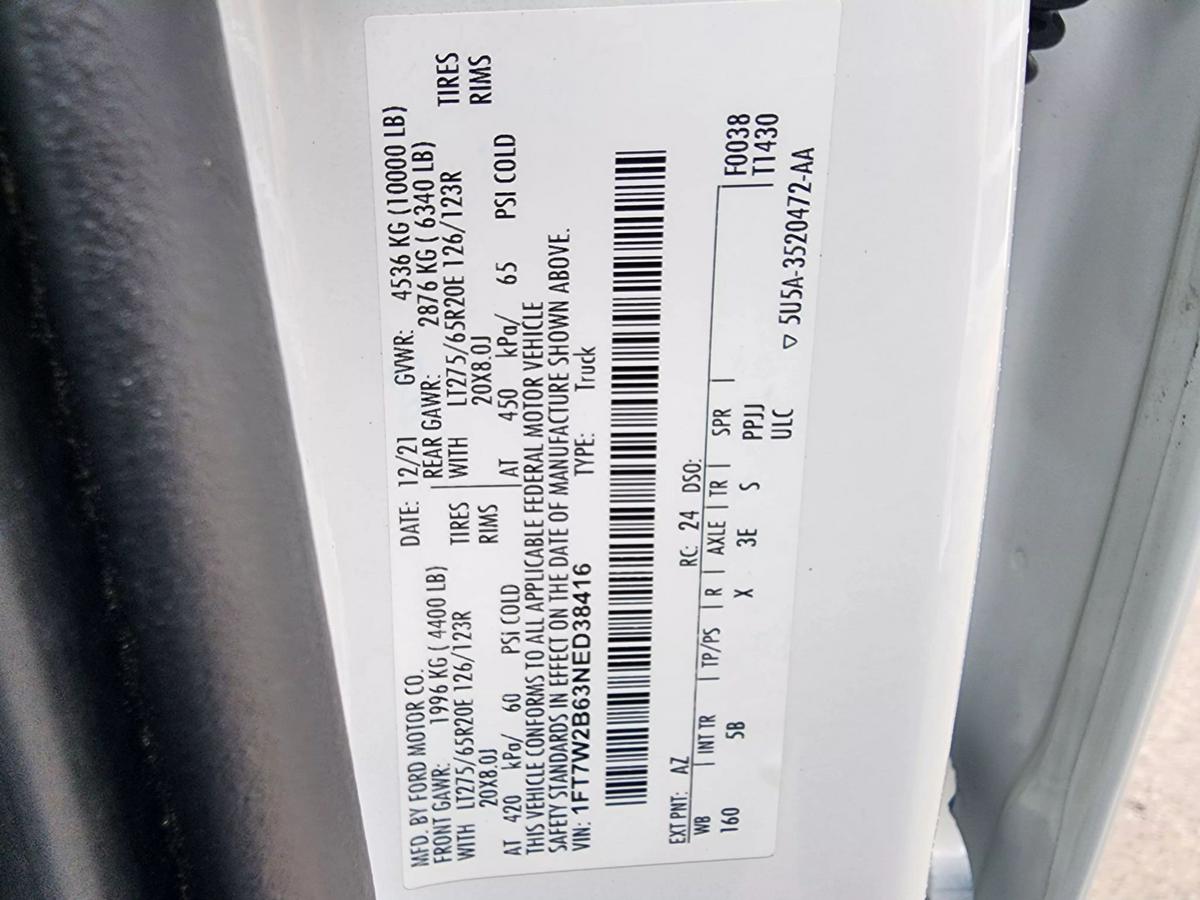 MFD. BY FORD MOTOR CO. DATE: 12/21 GVWR: 4536 KG (10000 LB)
FRONT GAWR: 1996 KG ( 4400 LB) REAR GAWR: 2876 KG ( 6340 LB)
WITH LT275/65R20E 126/123R TIRES WITH LT275/65R20E 126/123R TIRES
20X8.0J RIMS 20X8.0J RIMS
AT 420 kPa/ 60 PSI COLD AT 450 kPa/ 65 PSI COLD
THIS VEHICLE CONFORMS TO ALL APPLICABLE FEDERAL MOTOR VEHICLE
SAFETY STANDARDS IN EFFECT ON THE DATE OF MANUFACTURE SHOWN ABOVE.
VIN: 1FT7W2B63NED38416 TYPE: Truck
EXT PNT: AZ RC: 24 DSO:
WB INT TR TP/PS R AXLE TR SPR F0038
160 5B X 3E S PPJJ T1430
ULC
▽ 5U5A-3520472-AA